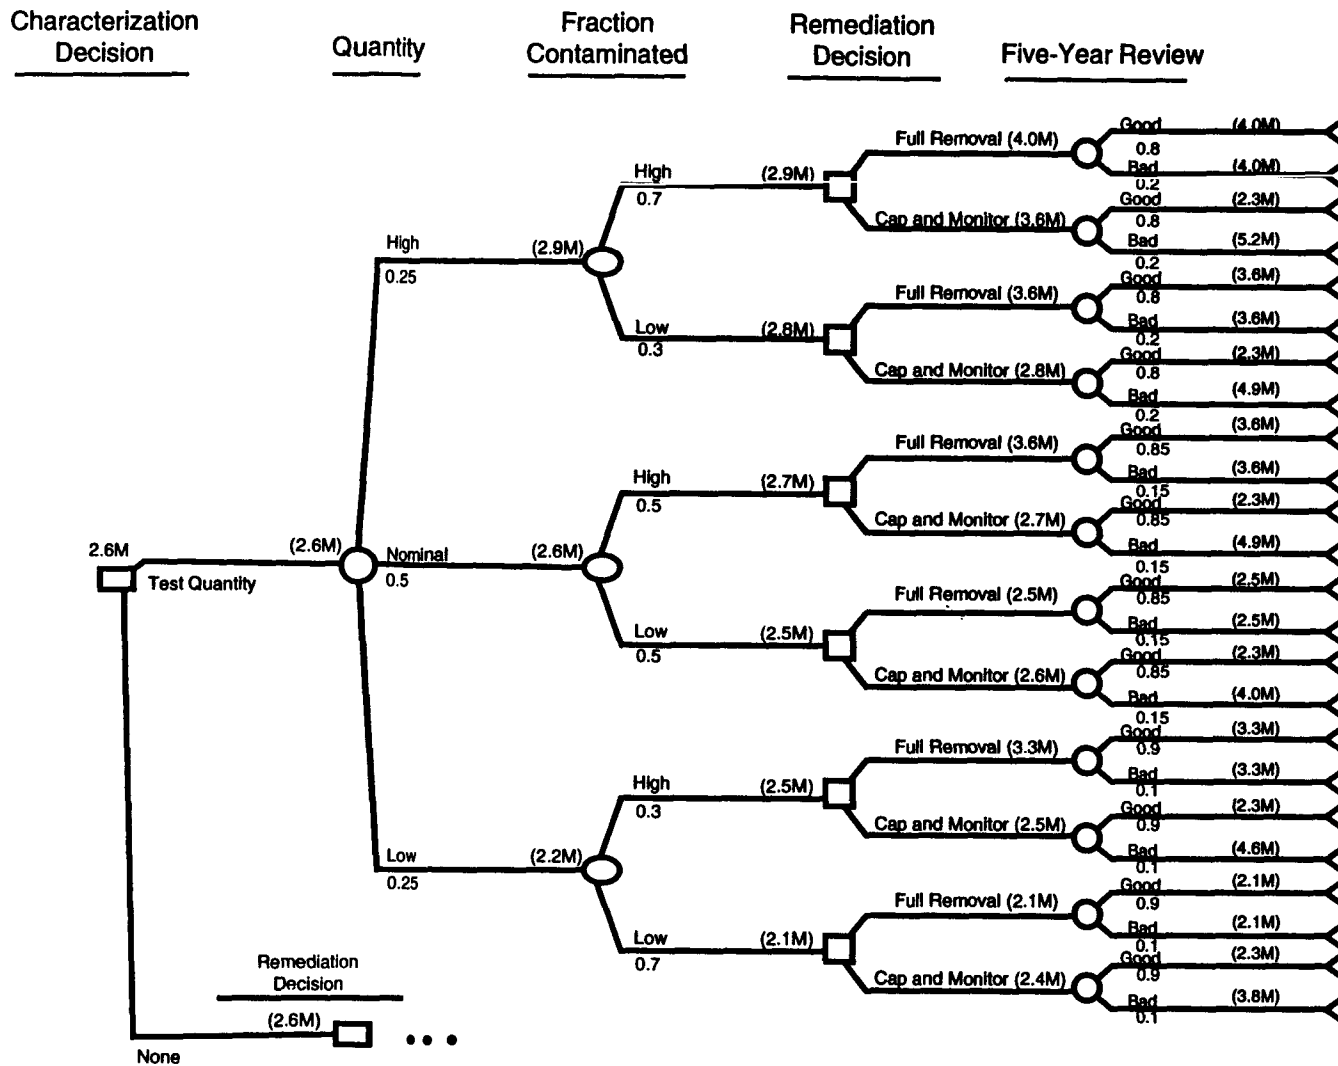 Characterization
Decision
Quantity
Fraction
Contaminated
Remediation
Decision
Five-Year Review
Good (4.0M)
Full Removal (4.0M)
0.8
Bad (4.0M)
High (2.9M)
0.7
0.2
Good (2.3M)
Cap and Monitor (3.6M)
0.8
Bad (5.2M)
High (2.9M)
0.25
0.2
Good (3.6M)
Full Removal (3.6M)
0.8
Bad (3.6M)
Low (2.8M)
0.3
0.2
Good (2.3M)
Cap and Monitor (2.8M)
0.8
Bad (4.9M)
0.2
Good (3.6M)
Full Removal (3.6M)
0.85
Bad (3.6M)
High (2.7M)
0.5
0.15
Good (2.3M)
Cap and Monitor (2.7M)
0.85
Bad (4.9M)
2.6M (2.6M)
Nominal (2.6M)
0.5
Test Quantity
0.15
Good (2.5M)
Full Removal (2.5M)
0.85
Bad (2.5M)
Low (2.5M)
0.5
0.15
Good (2.3M)
Cap and Monitor (2.6M)
0.85
Bad (4.0M)
0.15
Good (3.3M)
Full Removal (3.3M)
0.9
Bad (3.3M)
High (2.5M)
0.3
0.1
Good (2.3M)
Cap and Monitor (2.5M)
0.9
Bad (4.6M)
Low (2.2M)
0.25
0.1
Good (2.1M)
Full Removal (2.1M)
0.9
Bad (2.1M)
Low (2.1M)
0.7
0.1
Good (2.3M)
Cap and Monitor (2.4M)
0.9
Bad (3.8M)
0.1
Remediation
Decision
(2.6M)
• • •
None